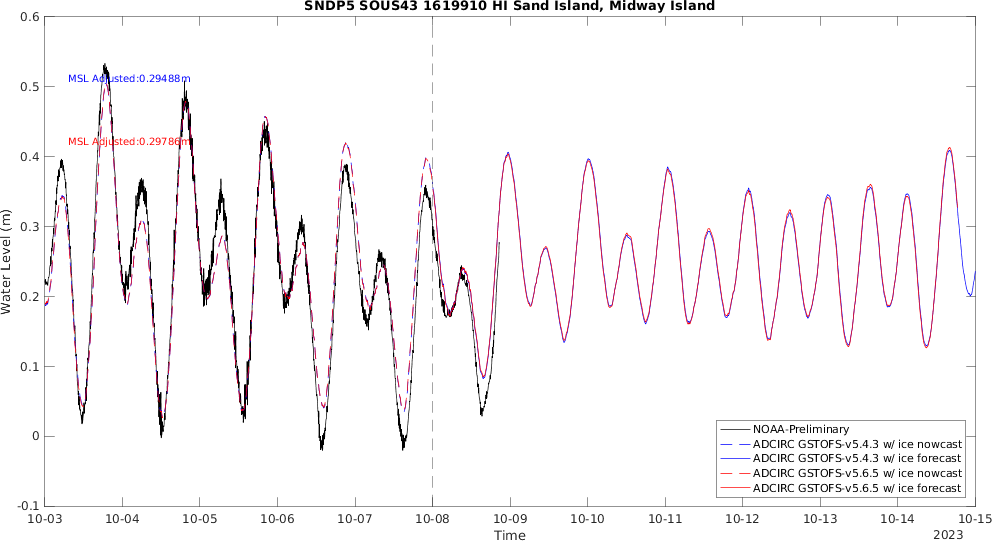 SNDP5 SOUS43 1619910 HI Sand Island, Midway Island
0.6
0.5
0.4
0.3
0.2
0.1
0
-0.1
Water Level (m)
MSL Adjusted:0.29488m
MSL Adjusted:0.29786m
NOAA-Preliminary
ADCIRC GSTOFS-v5.4.3 w/ ice nowcast
ADCIRC GSTOFS-v5.4.3 w/ ice forecast
ADCIRC GSTOFS-v5.6.5 w/ ice nowcast
ADCIRC GSTOFS-v5.6.5 w/ ice forecast
10-03 10-04 10-05 10-06 10-07 10-08 10-09 10-10 10-11 10-12 10-13 10-14 10-15
Time
2023